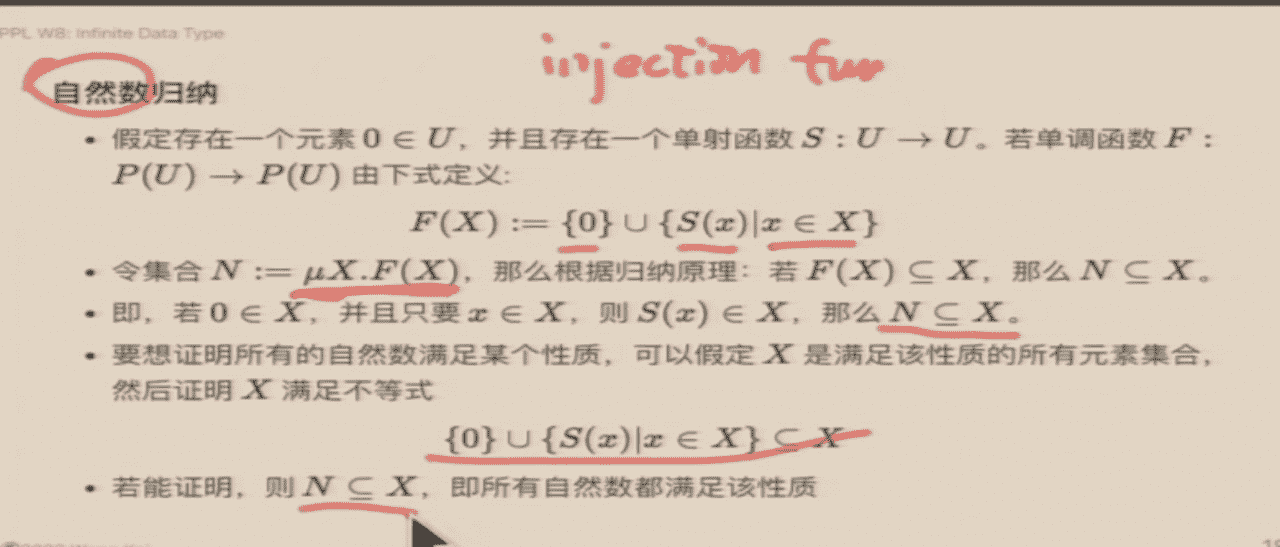 PPL W8: Infinite Data Type
injection fun
自然数归纳
• 假定存在一个元素 0 ∈ U，并且存在一个单射函数 S : U → U。若单调函数 F :
P(U) → P(U) 由下式定义:
F(X) := {0} ∪ {S(x)|x ∈ X}
• 令集合 N := μX.F(X)，那么根据归纳原理：若 F(X) ⊆ X，那么 N ⊆ X。
• 即，若 0 ∈ X，并且只要 x ∈ X，则 S(x) ∈ X，那么 N ⊆ X。
• 要想证明所有的自然数满足某个性质，可以假定 X 是满足该性质的所有元素集合，
然后证明 X 满足不等式
{0} ∪ {S(x)|x ∈ X} ⊆ X
• 若能证明，则 N ⊆ X，即所有自然数都满足该性质